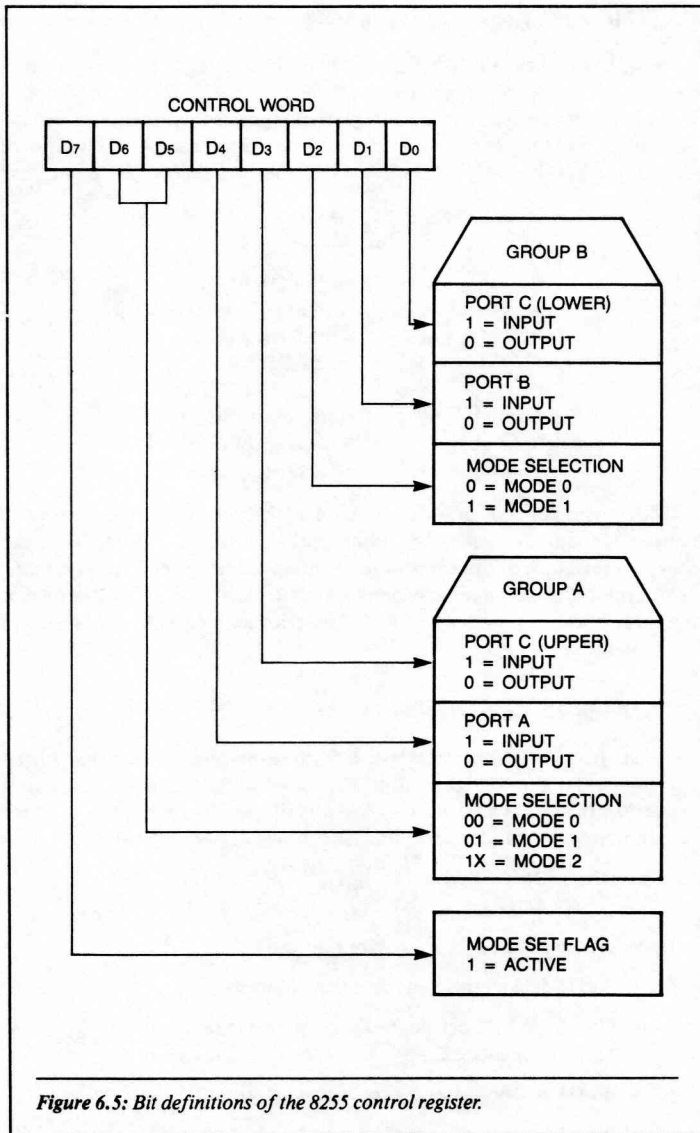 CONTROL WORD
D7 D6 D5 D4 D3 D2 D1 D0
GROUP B
PORT C (LOWER)
1 = INPUT
0 = OUTPUT
PORT B
1 = INPUT
0 = OUTPUT
MODE SELECTION
0 = MODE 0
1 = MODE 1
GROUP A
PORT C (UPPER)
1 = INPUT
0 = OUTPUT
PORT A
1 = INPUT
0 = OUTPUT
MODE SELECTION
00 = MODE 0
01 = MODE 1
1X = MODE 2
MODE SET FLAG
1 = ACTIVE
Figure 6.5: Bit definitions of the 8255 control register.